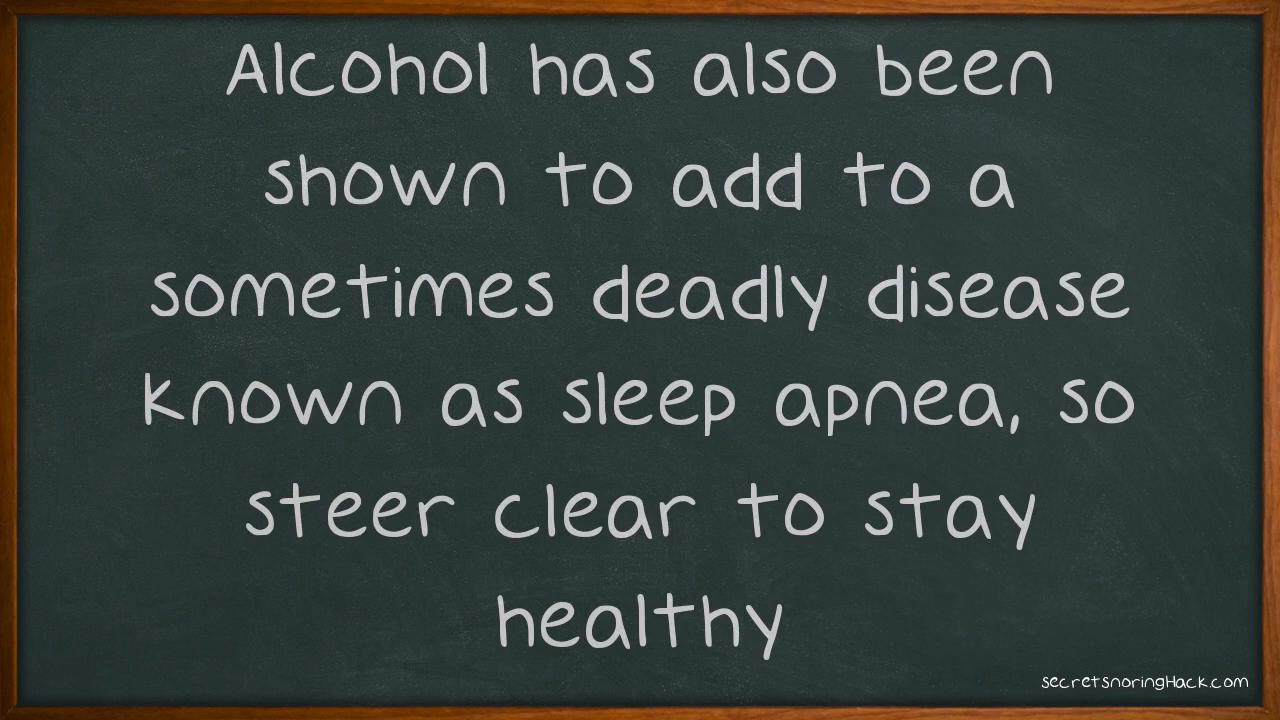 Alcohol has also been
shown to add to a
sometimes deadly disease
known as sleep apnea, so
steer clear to stay
healthy
secretsnoringHack.com